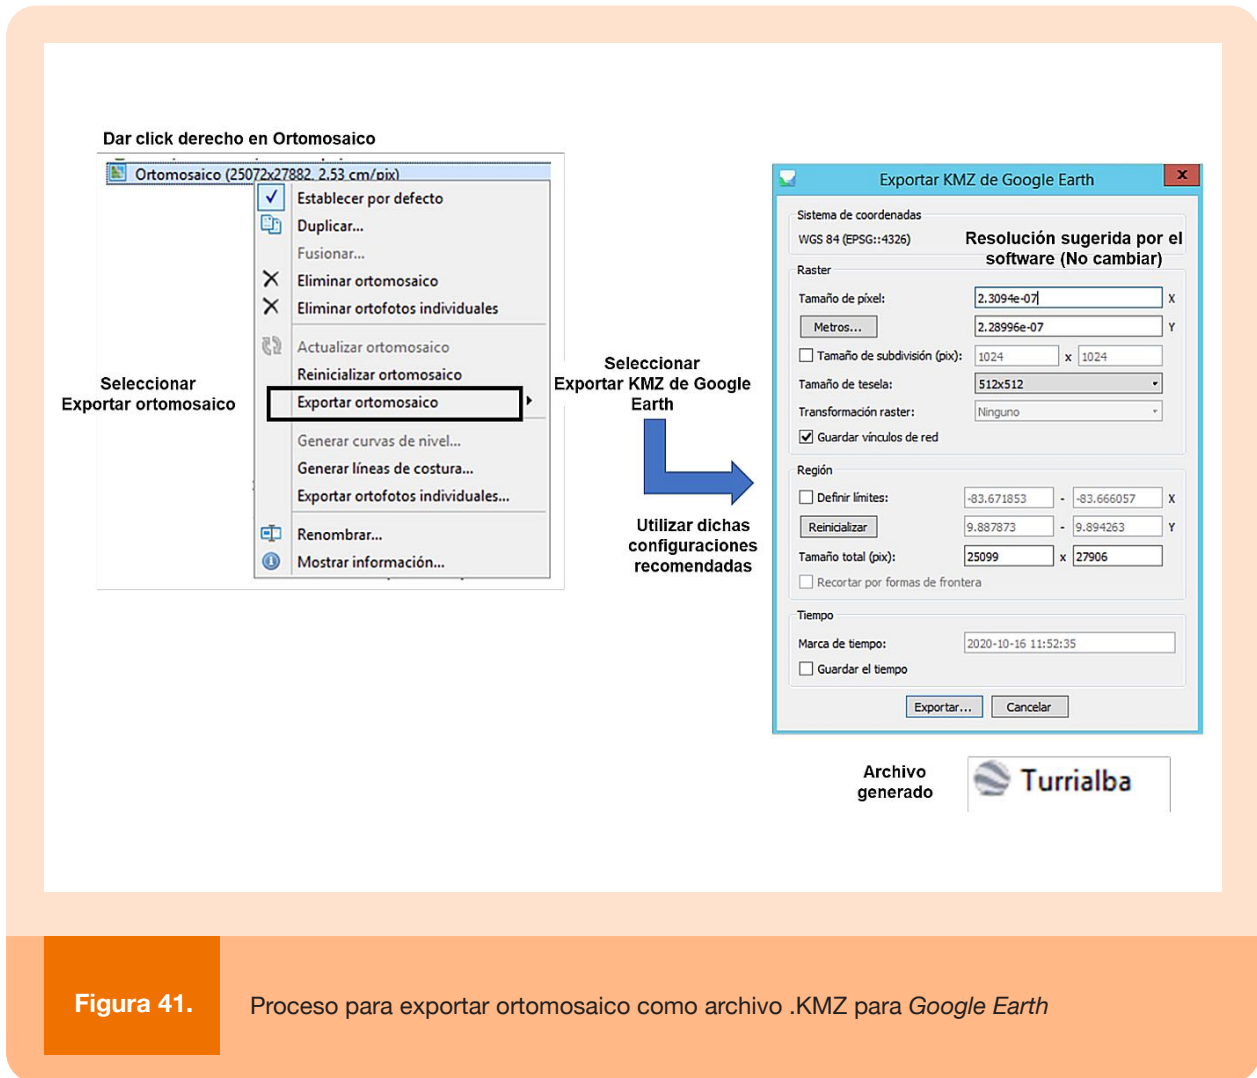 Dar click derecho en Ortomosaico
Ortomosaico (25072x27882, 2.53 cm/pix)
Establecer por defecto
Duplicar...
Fusionar...
Eliminar ortomosaico
Eliminar ortofotos individuales
Actualizar ortomosaico
Reinicializar ortomosaico
Exportar ortomosaico
Generar curvas de nivel...
Generar líneas de costura...
Exportar ortofotos individuales...
Renombrar...
Mostrar información...
Seleccionar
Exportar ortomosaico
Seleccionar
Exportar KMZ de Google
Earth
Utilizar dichas
configuraciones
recomendadas
Exportar KMZ de Google Earth
x
Sistema de coordenadas
WGS 84 (EPSG::4326)
Resolución sugerida por el
software (No cambiar)
Raster
Tamaño de píxel: 2.3094e-07 X
Metros... 2.28996e-07 Y
Tamaño de subdivisión (pix): 1024 x 1024
Tamaño de tesela: 512x512
Transformación raster: Ninguno
Guardar vínculos de red
Región
Definir límites: -83.671853 - -83.666057 X
Reinicializar 9.887873 - 9.894263 Y
Tamaño total (pix): 25099 x 27906
Recortar por formas de frontera
Tiempo
Marca de tiempo: 2020-10-16 11:52:35
Guardar el tiempo
Exportar... Cancelar
Archivo
generado
Turrialba
Figura 41. Proceso para exportar ortomosaico como archivo .KMZ para Google Earth